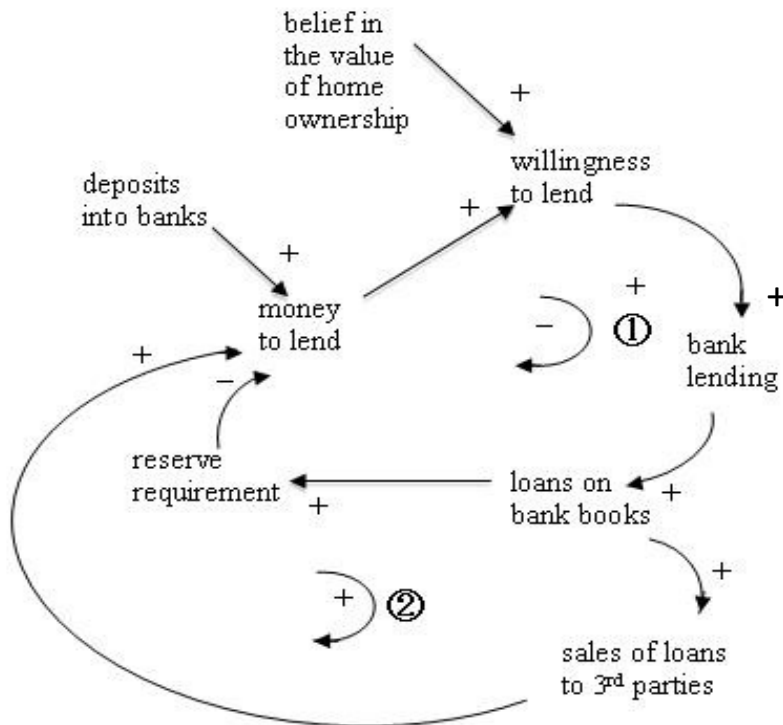 belief in
the value
of home
ownership
+
willingness
to lend
deposits
into banks
+
+
money
to lend
+
+
+
−
①
bank
lending
−
reserve
requirement
+
loans on
bank books
+
+
+
②
sales of loans
to 3rd parties